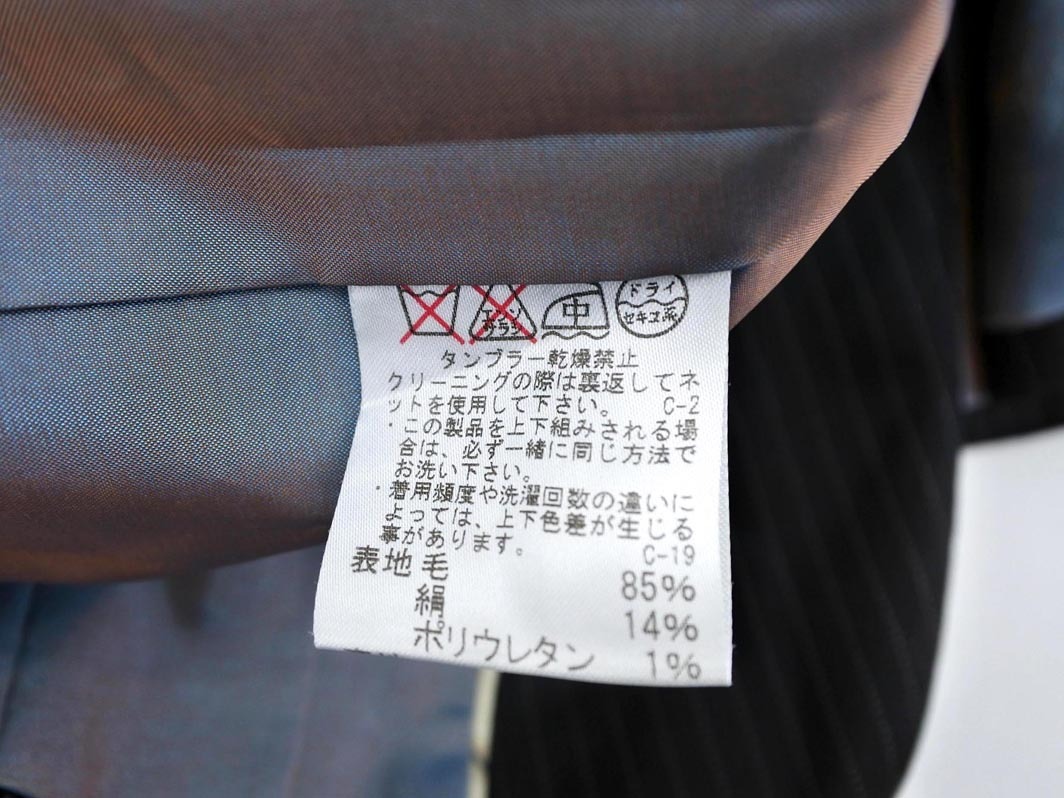 エンソ サラシ
中
ドライ
セキユ系
タンブラー乾燥禁止
クリーニングの際は裏返してネ
ットを使用して下さい。 C-2
・この製品を上下組みされる場
合は、必ず一緒に同じ方法で
お洗い下さい。
・着用頻度や洗濯回数の違いに
よっては、上下色差が生じる
事があります。 C-19
表地 毛 85%
絹 14%
ポリウレタン 1%